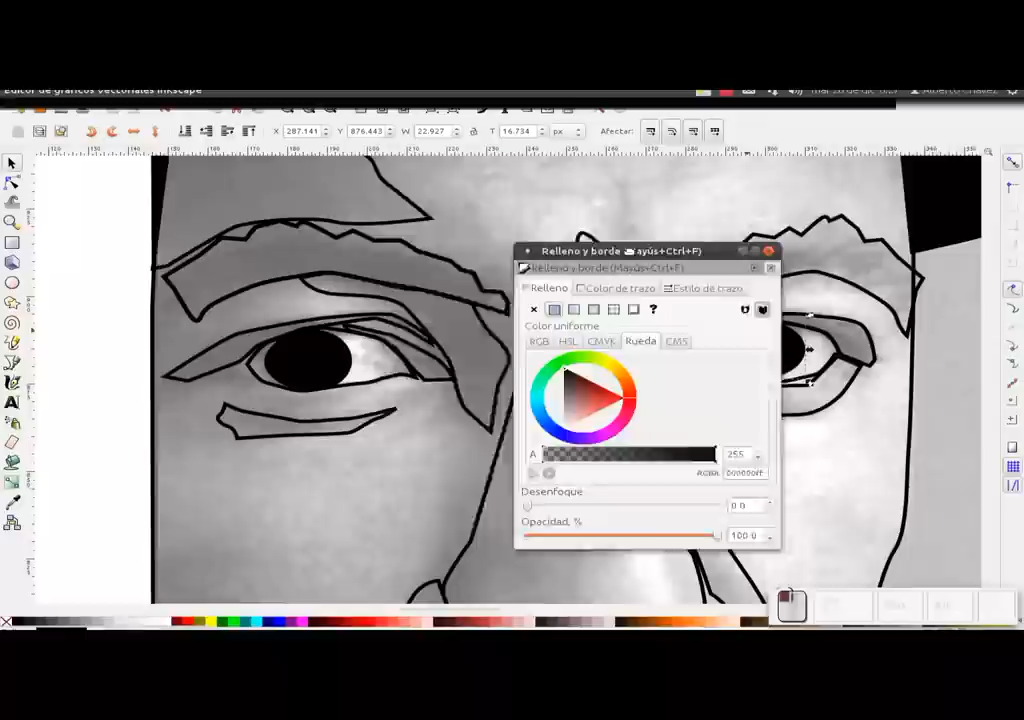 Editor de gráficos vectoriales Inkscape
X 287.141 Y 876.443 W 22.927 T 16.734 px Afectar:
Relleno y borde (Mayús+Ctrl+F)
Relleno Color de trazo Estilo de trazo
?
Color uniforme
RGB HSL CMYK Rueda CMS
A 255
RGBA: 000000ff
Desenfoque
0.0
Opacidad, %
100.0